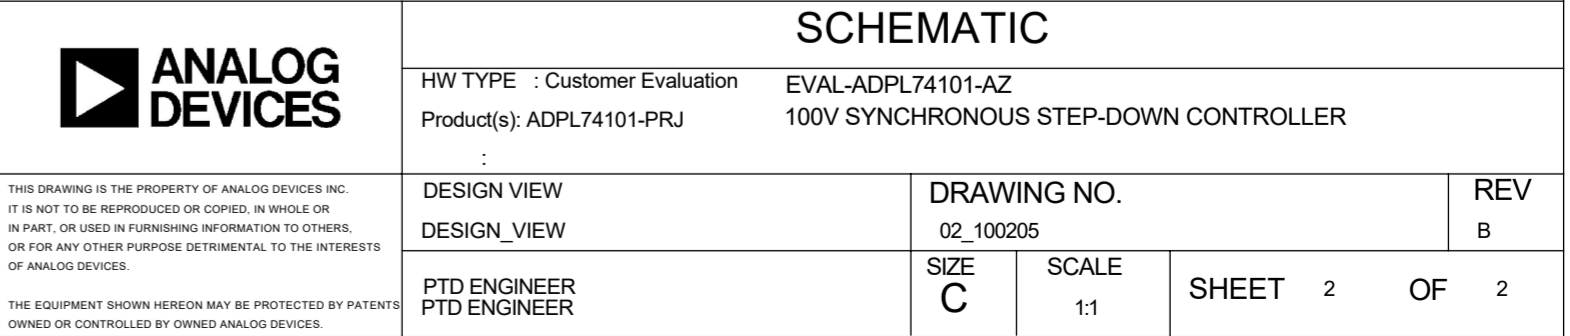 ANALOG
DEVICES
SCHEMATIC
HW TYPE : Customer Evaluation
EVAL-ADPL74101-AZ
Product(s): ADPL74101-PRJ
100V SYNCHRONOUS STEP-DOWN CONTROLLER
:
THIS DRAWING IS THE PROPERTY OF ANALOG DEVICES INC.
IT IS NOT TO BE REPRODUCED OR COPIED, IN WHOLE OR
IN PART, OR USED IN FURNISHING INFORMATION TO OTHERS,
OR FOR ANY OTHER PURPOSE DETRIMENTAL TO THE INTERESTS
OF ANALOG DEVICES.
THE EQUIPMENT SHOWN HEREON MAY BE PROTECTED BY PATENTS
OWNED OR CONTROLLED BY OWNED ANALOG DEVICES.
DESIGN VIEW
DESIGN_VIEW
DRAWING NO.
02_100205
REV
B
PTD ENGINEER
PTD ENGINEER
SIZE
C
SCALE
1:1
SHEET 2 OF 2